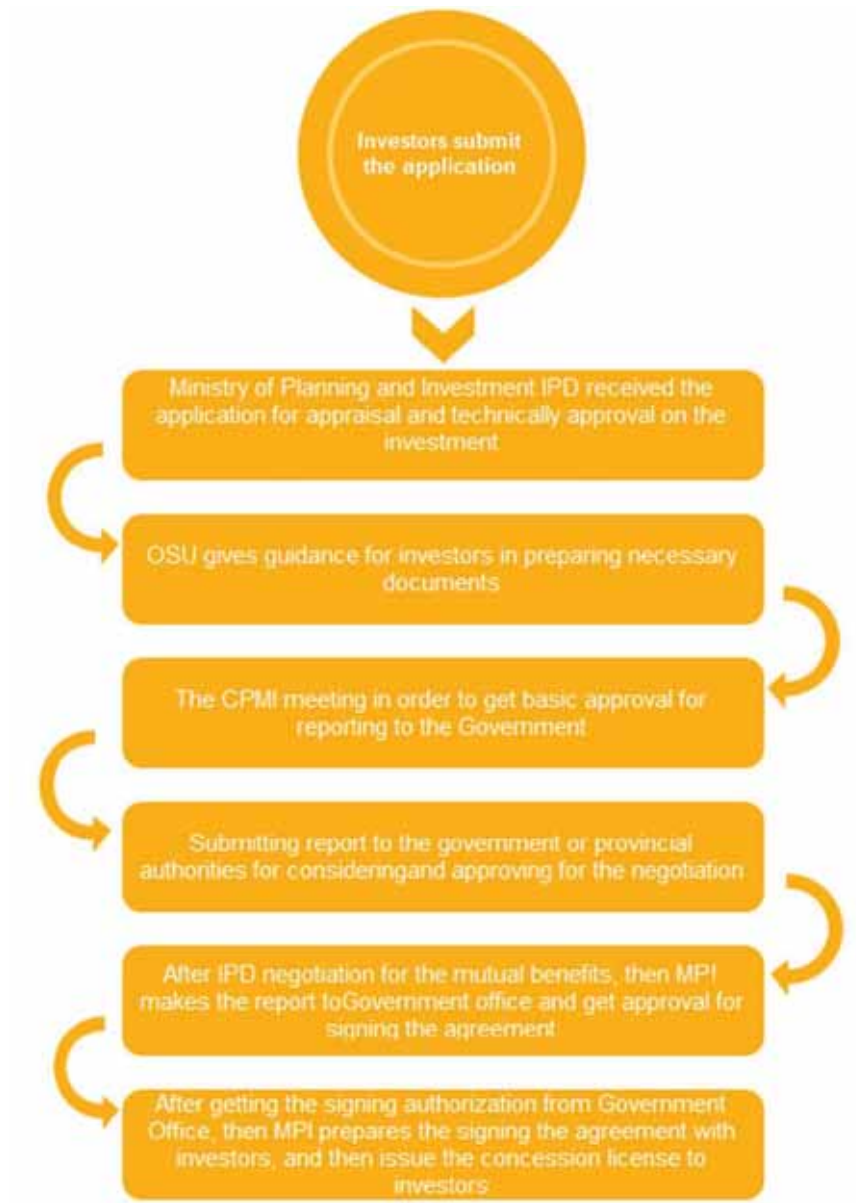 Investors submit
the application
Ministry of Planning and Investment IPD received the
application for appraisal and technically approval on the
investment
OSU gives guidance for investors in preparing necessary
documents
The CPMI meeting in order to get basic approval for
reporting to the Government
Submitting report to the government or provincial
authorities for consideringand approving for the negotiation
After IPD negotiation for the mutual benefits, then MPI
makes the report toGovernment office and get approval for
signing the agreement
After getting the signing authorization from Government
Office, then MPI prepares the signing the agreement with
investors, and then issue the concession license to
investors